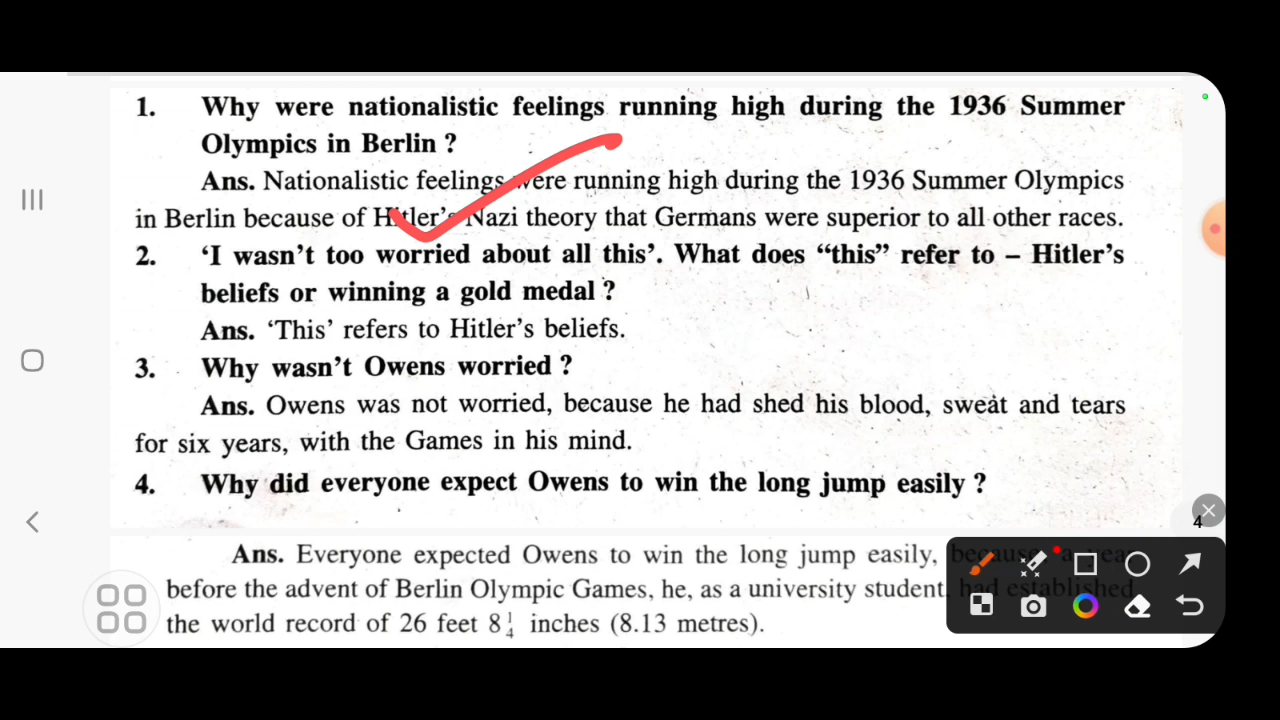 1. Why were nationalistic feelings running high during the 1936 Summer
Olympics in Berlin ?
Ans. Nationalistic feelings were running high during the 1936 Summer Olympics
in Berlin because of Hitler's Nazi theory that Germans were superior to all other races.
2. ‘I wasn’t too worried about all this’. What does “this” refer to – Hitler’s
beliefs or winning a gold medal ?
Ans. ‘This’ refers to Hitler’s beliefs.
3. Why wasn’t Owens worried ?
Ans. Owens was not worried, because he had shed his blood, sweat and tears
for six years, with the Games in his mind.
4. Why did everyone expect Owens to win the long jump easily ?
4
Ans. Everyone expected Owens to win the long jump easily, because a year
before the advent of Berlin Olympic Games, he, as a university student, had established
the world record of 26 feet 8 1/4 inches (8.13 metres).